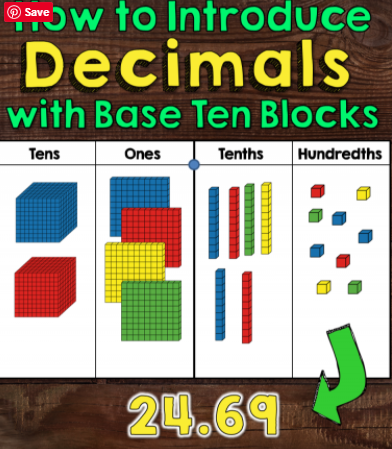 Save
How to Introduce
Decimals
with Base Ten Blocks
Tens Ones Tenths Hundredths
24.69